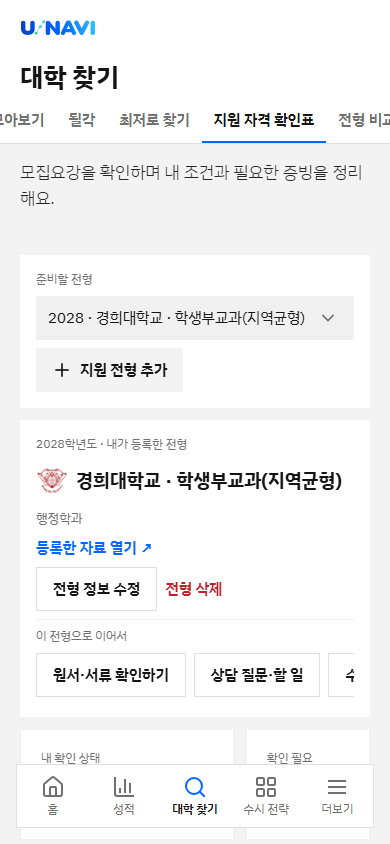 UNAVI
대학 찾기
모아보기 필각 최저로 찾기 지원 자격 확인표 전형 비교
모집요강을 확인하며 내 조건과 필요한 증빙을 정리
해요.
준비할 전형
2028 · 경희대학교 · 학생부교과(지역균형)
+ 지원 전형 추가
2028학년도 · 내가 등록한 전형
경희대학교 · 학생부교과(지역균형)
행정학과
등록한 자료 열기 ↗
전형 정보 수정 전형 삭제
이 전형으로 이어서
원서·서류 확인하기 상담 질문·할 일
내 확인 상태 확인 필요
홈 성적 대학 찾기 수시 전략 더보기